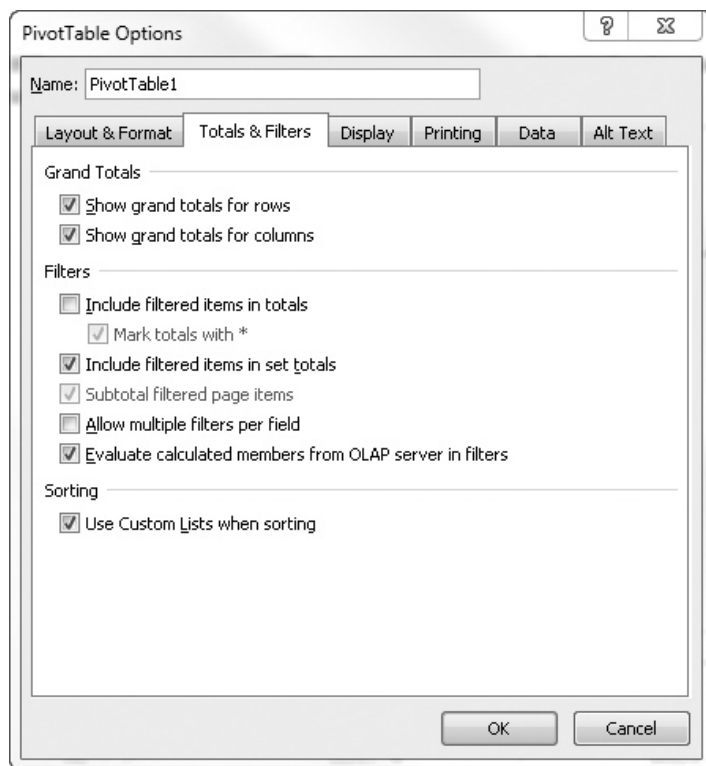 PivotTable Options
Name: PivotTable1
Layout & Format Totals & Filters Display Printing Data Alt Text
Grand Totals
Show grand totals for rows
Show grand totals for columns
Filters
Include filtered items in totals
Mark totals with *
Include filtered items in set totals
Subtotal filtered page items
Allow multiple filters per field
Evaluate calculated members from OLAP server in filters
Sorting
Use Custom Lists when sorting
OK Cancel